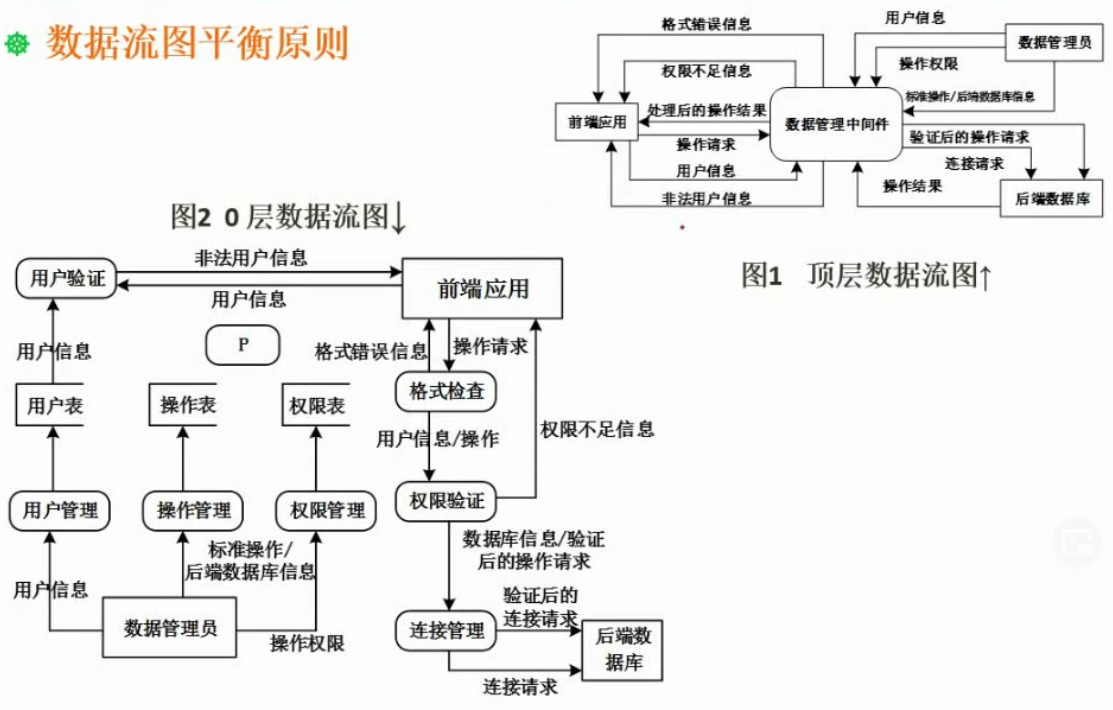 数据流图平衡原则
格式错误信息
用户信息
数据管理员
权限不足信息
操作权限
处理后的操作结果
标准操作/后端数据库信息
前端应用
数据管理中间件
操作请求
验证后的操作请求
用户信息
连接请求
非法用户信息
操作结果
后端数据库
图1 顶层数据流图↑
图2 0层数据流图↓
用户验证
非法用户信息
用户信息
前端应用
P
用户信息
格式错误信息
操作请求
用户表
操作表
权限表
格式检查
用户信息/操作
权限不足信息
用户管理
操作管理
权限管理
权限验证
标准操作/
后端数据库信息
数据库信息/验证
后的操作请求
用户信息
数据管理员
操作权限
验证后的
连接请求
连接管理
后端数
据库
连接请求